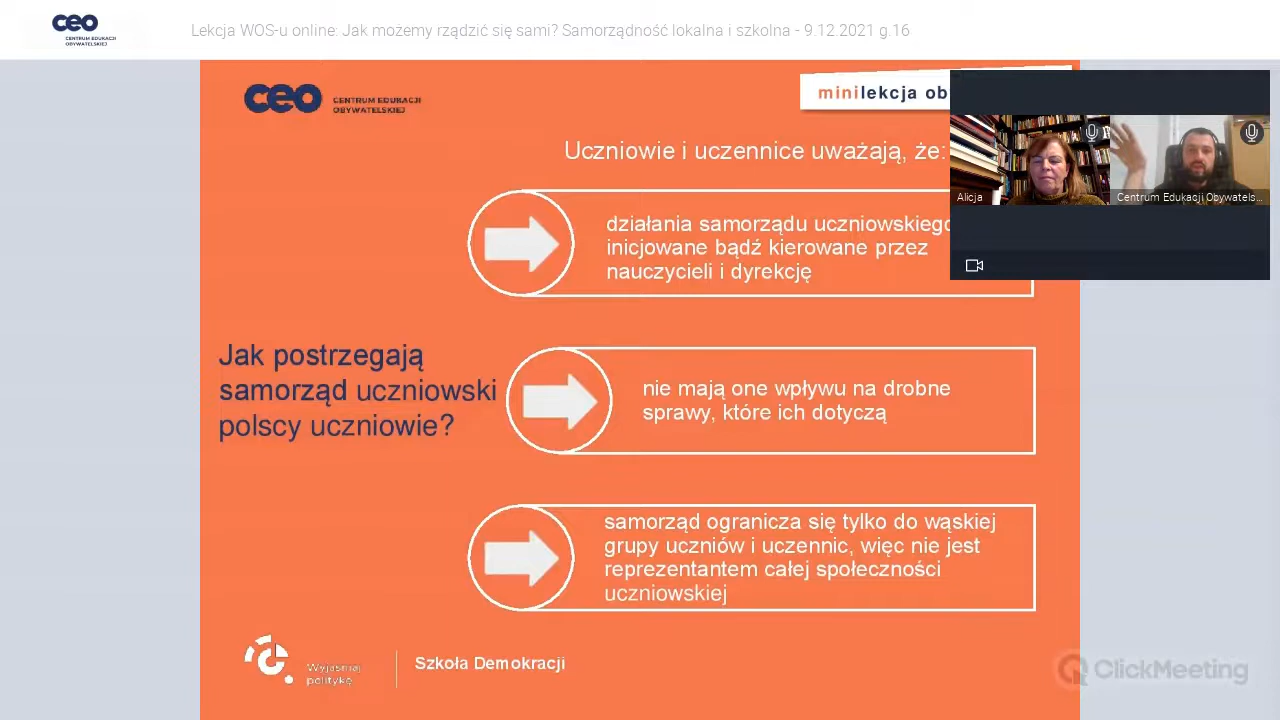 ceo
CENTRUM EDUKACJI
OBYWATELSKIEJ
Lekcja WOS-u online: Jak możemy rządzić się sami? Samorządność lokalna i szkolna - 9.12.2021 g.16
ceo
CENTRUM EDUKACJI
OBYWATELSKIEJ
minilekcja ob
Uczniowie i uczennice uważają, że:
działania samorządu uczniowskiego
inicjowane bądź kierowane przez
nauczycieli i dyrekcję
Alicja
Centrum Edukacji Obywatels...
Jak postrzegają
samorząd uczniowski
polscy uczniowie?
nie mają one wpływu na drobne
sprawy, które ich dotyczą
samorząd ogranicza się tylko do wąskiej
grupy uczniów i uczennic, więc nie jest
reprezentantem całej społeczności
uczniowskiej
Wyjaśniaj
politykę
Szkoła Demokracji
ClickMeeting